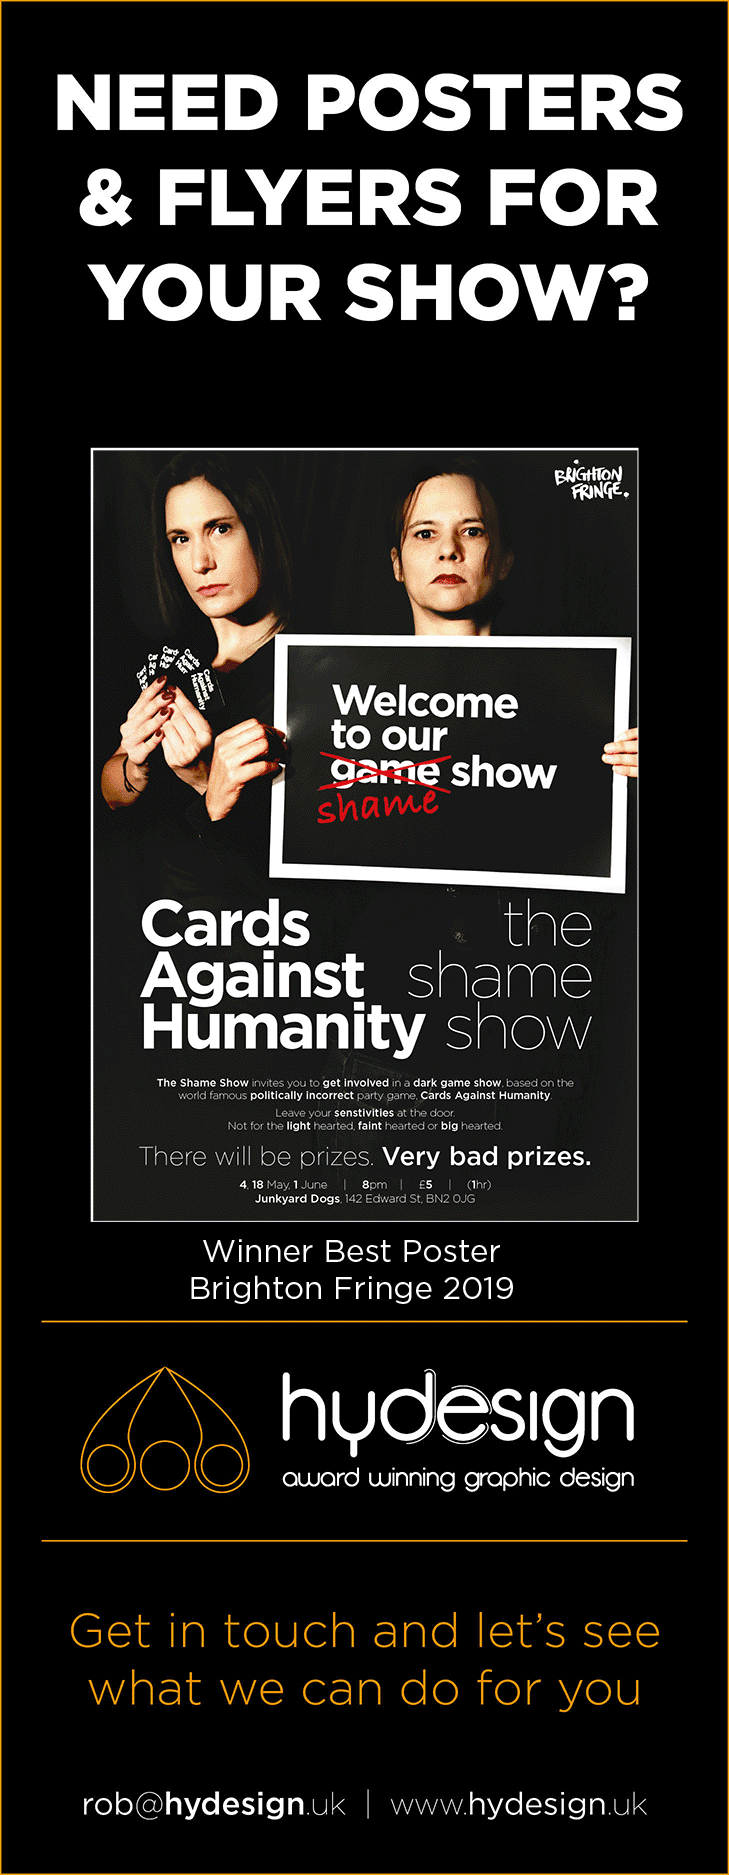 NEED POSTERS
& FLYERS FOR
YOUR SHOW?
BRIGHTON
FRINGE.
Cards Against Humanity
Welcome
to our
game show
shame
Cards the
Against shame
Humanity show
The Shame Show invites you to get involved in a dark game show, based on the
world famous politically incorrect party game, Cards Against Humanity.
Leave your senstivities at the door.
Not for the light hearted, faint hearted or big hearted.
There will be prizes. Very bad prizes.
4, 18 May, 1 June | 8pm | £5 | (1hr)
Junkyard Dogs, 142 Edward St, BN2 0JG
Winner Best Poster
Brighton Fringe 2019
hydesign
award winning graphic design
Get in touch and let's see
what we can do for you
rob@hydesign.uk | www.hydesign.uk